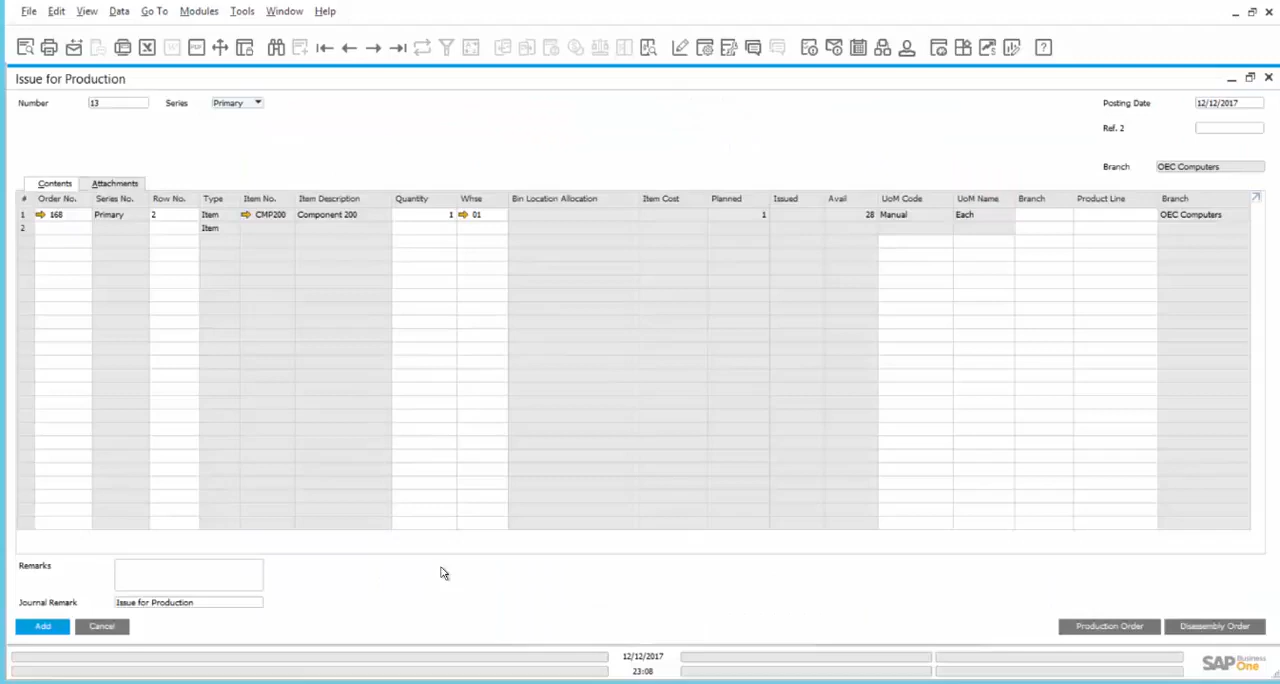 File Edit View Data Go To Modules Tools Window Help
Issue for Production
Number 13 Series Primary Posting Date 12/12/2017
Ref. 2
Branch OEC Computers
Contents Attachments
# Order No. Series No. Row No. Type Item No. Item Description Quantity Whse Bin Location Allocation Item Cost Planned Issued Avail UoM Code UoM Name Branch Product Line Branch
1 168 Primary 2 Item CMP200 Component 200 1 01 1 28 Manual Each OEC Computers
2 Item
Remarks
Journal Remark Issue for Production
Add Cancel Production Order Disassembly Order
12/12/2017
23:08
SAP Business One